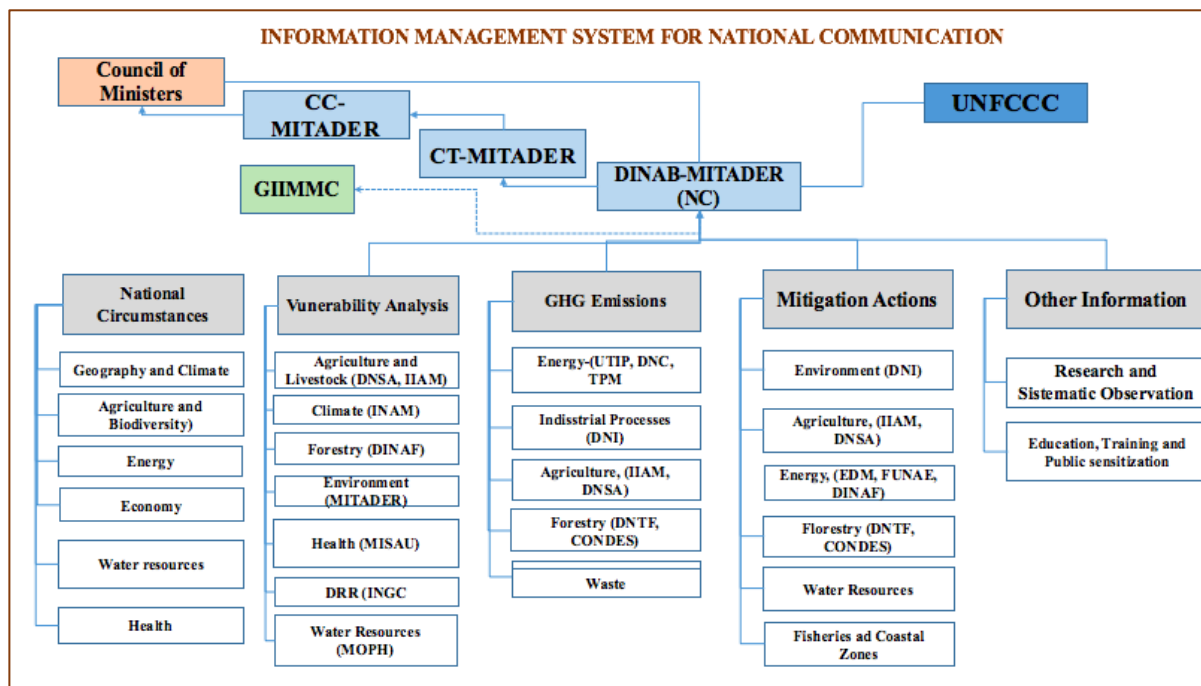 INFORMATION MANAGEMENT SYSTEM FOR NATIONAL COMMUNICATION
Council of
Ministers
CC-
MITADER
UNFCCC
CT-MITADER
GIIMMC
DINAB-MITADER
(NC)
National
Circumstances
Geography and Climate
Agriculture and
Biodiversity)
Energy
Economy
Water resources
Health
Vunerability Analysis
Agriculture and
Livestock (DNSA, IIAM)
Climate (INAM)
Forestry (DINAF)
Environment
(MITADER)
Health (MISAU)
DRR (INGC
Water Resources
(MOPH)
GHG Emissions
Energy-(UTIP, DNC,
TPM
Indisstrial Processes
(DNI)
Agriculture, (IIAM,
DNSA)
Forestry (DNTF,
CONDES)
Waste
Mitigation Actions
Environment (DNI)
Agriculture, (IIAM,
DNSA)
Energy, (EDM, FUNAE,
DINAF)
Florestry (DNTF,
CONDES)
Water Resources
Fisheries ad Coastal
Zones
Other Information
Research and
Sistematic Observation
Education, Training and
Public sensitization